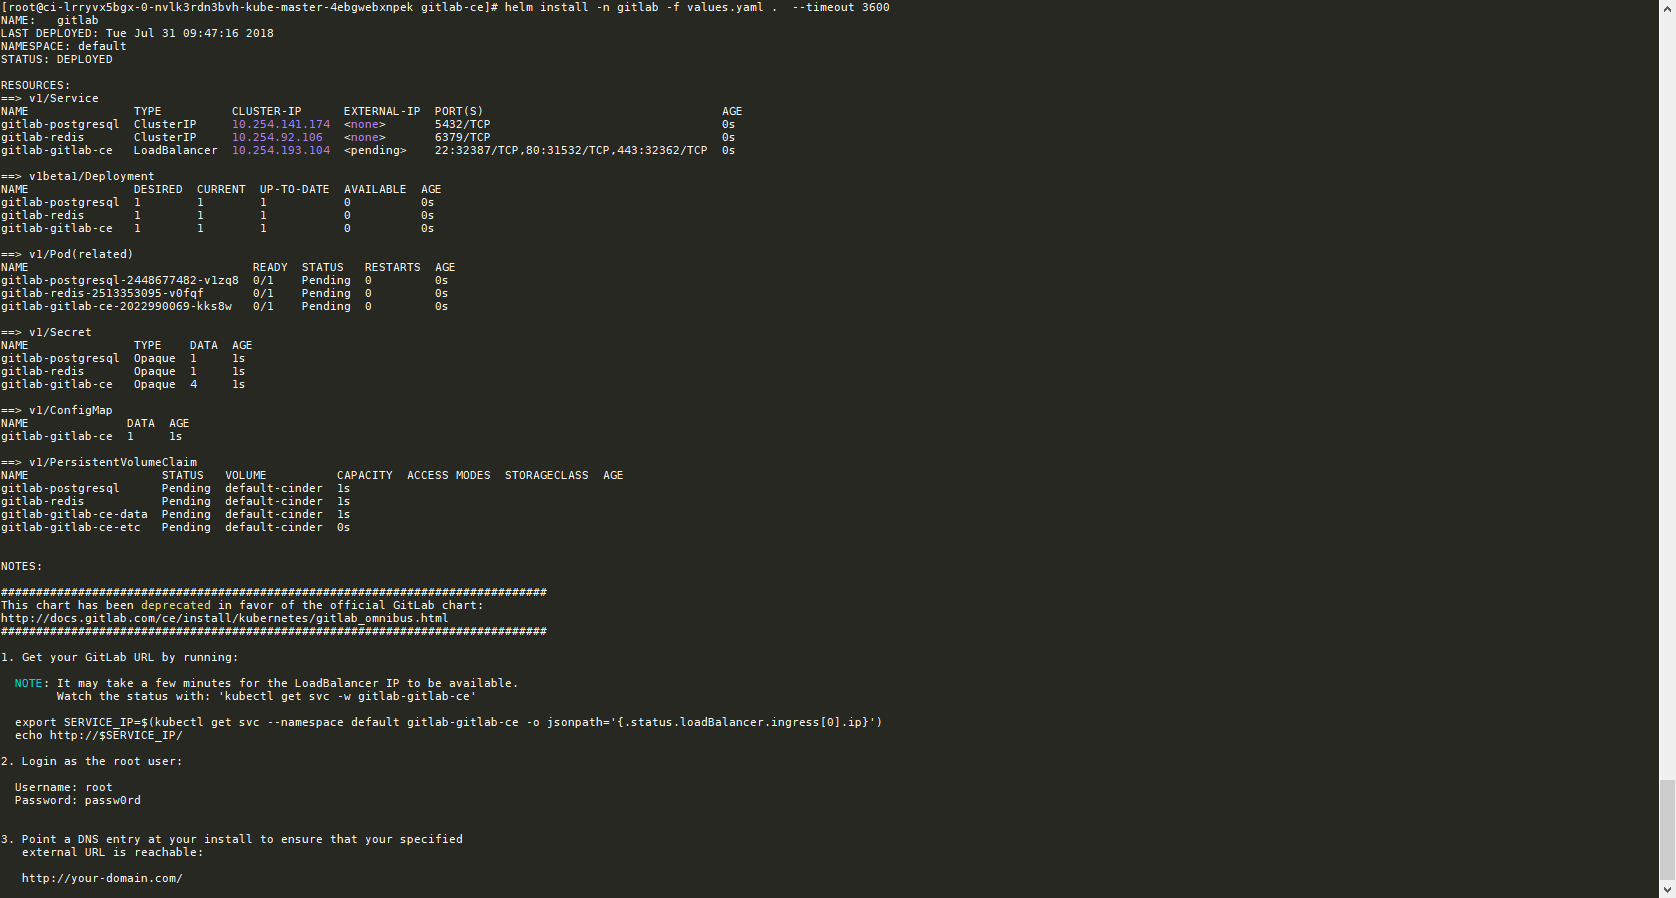 [root@ci-lrryvx5bgx-0-nvlk3rdn3bvh-kube-master-4ebgwebxnpek gitlab-ce]# helm install -n gitlab -f values.yaml .  --timeout 3600
NAME:   gitlab
LAST DEPLOYED: Tue Jul 31 09:47:16 2018
NAMESPACE: default
STATUS: DEPLOYED

RESOURCES:
==> v1/Service
NAME               TYPE          CLUSTER-IP      EXTERNAL-IP  PORT(S)                                  AGE
gitlab-postgresql  ClusterIP     10.254.141.174  <none>       5432/TCP                                 0s
gitlab-redis       ClusterIP     10.254.92.106   <none>       6379/TCP                                 0s
gitlab-gitlab-ce   LoadBalancer  10.254.193.104  <pending>    22:32387/TCP,80:31532/TCP,443:32362/TCP  0s

==> v1beta1/Deployment
NAME               DESIRED  CURRENT  UP-TO-DATE  AVAILABLE  AGE
gitlab-postgresql  1        1        1           0          0s
gitlab-redis       1        1        1           0          0s
gitlab-gitlab-ce   1        1        1           0          0s

==> v1/Pod(related)
NAME                                READY  STATUS   RESTARTS  AGE
gitlab-postgresql-2448677482-v1zq8  0/1    Pending  0         0s
gitlab-redis-2513353095-v0fqf       0/1    Pending  0         0s
gitlab-gitlab-ce-2022990069-kks8w   0/1    Pending  0         0s

==> v1/Secret
NAME               TYPE    DATA  AGE
gitlab-postgresql  Opaque  1     1s
gitlab-redis       Opaque  1     1s
gitlab-gitlab-ce   Opaque  4     1s

==> v1/ConfigMap
NAME              DATA  AGE
gitlab-gitlab-ce  1     1s

==> v1/PersistentVolumeClaim
NAME                   STATUS   VOLUME          CAPACITY  ACCESS MODES  STORAGECLASS  AGE
gitlab-postgresql      Pending  default-cinder  1s
gitlab-redis           Pending  default-cinder  1s
gitlab-gitlab-ce-data  Pending  default-cinder  1s
gitlab-gitlab-ce-etc   Pending  default-cinder  0s

NOTES:

##############################################################################
This chart has been deprecated in favor of the official GitLab chart:
http://docs.gitlab.com/ce/install/kubernetes/gitlab_omnibus.html
##############################################################################

1. Get your GitLab URL by running:

  NOTE: It may take a few minutes for the LoadBalancer IP to be available.
        Watch the status with: 'kubectl get svc -w gitlab-gitlab-ce'

  export SERVICE_IP=$(kubectl get svc --namespace default gitlab-gitlab-ce -o jsonpath='{.status.loadBalancer.ingress[0].ip}')
  echo http://$SERVICE_IP/

2. Login as the root user:

  Username: root
  Password: passw0rd

3. Point a DNS entry at your install to ensure that your specified
   external URL is reachable:

   http://your-domain.com/